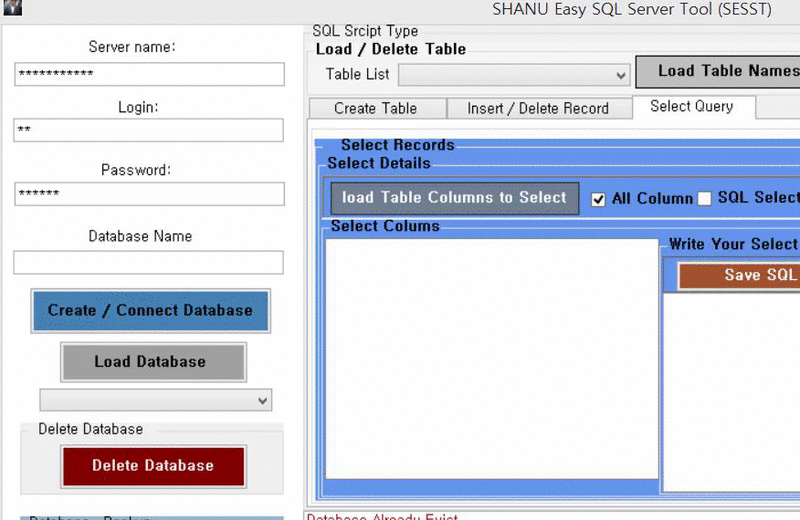 SHANU Easy SQL Server Tool (SESST)
Server name:
***********
Login:
**
Password:
******
Database Name
Create / Connect Database
Load Database
Delete Database
Delete Database
SQL Srcipt Type
Load / Delete Table
Table List
Load Table Names
Create Table
Insert / Delete Record
Select Query
Select Records
Select Details
load Table Columns to Select
All Column
SQL Select
Select Colums
Write Your Select
Save SQL
Database Already Exist